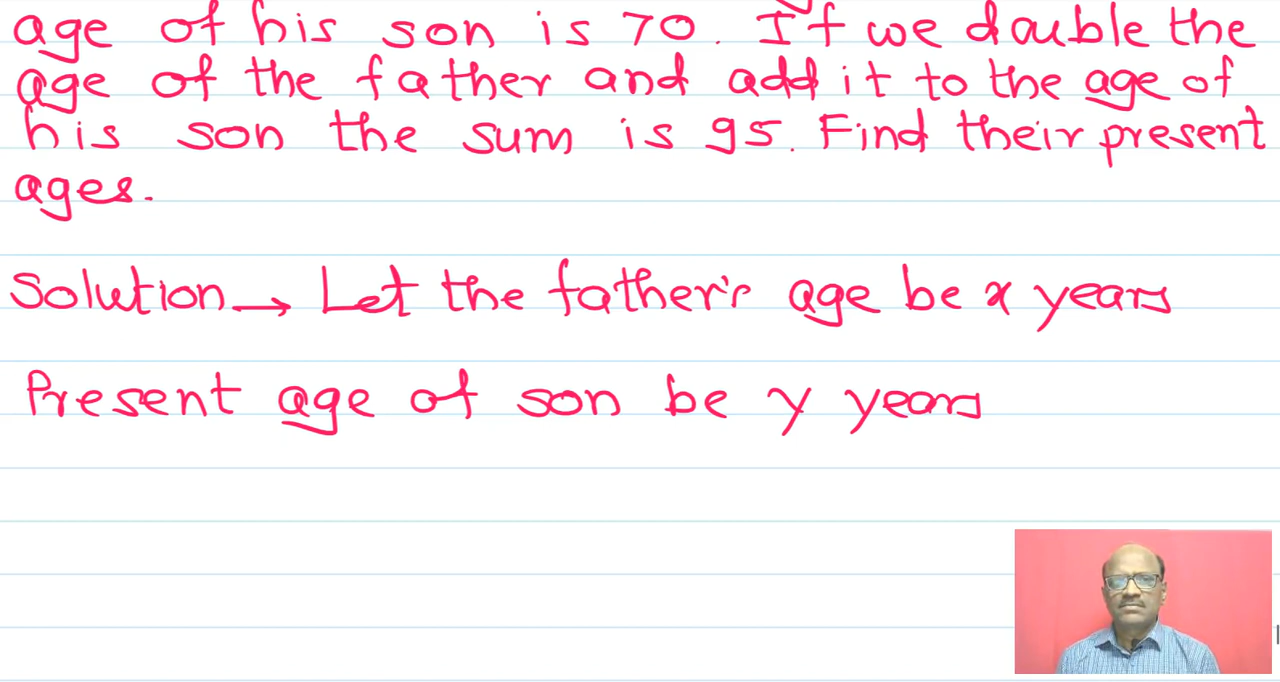 age of his son is 70. If we double the
age of the father and add it to the age of
his son the sum is 95. Find their present
ages.
Solution → Let the father's age be x years
Present age of son be y years